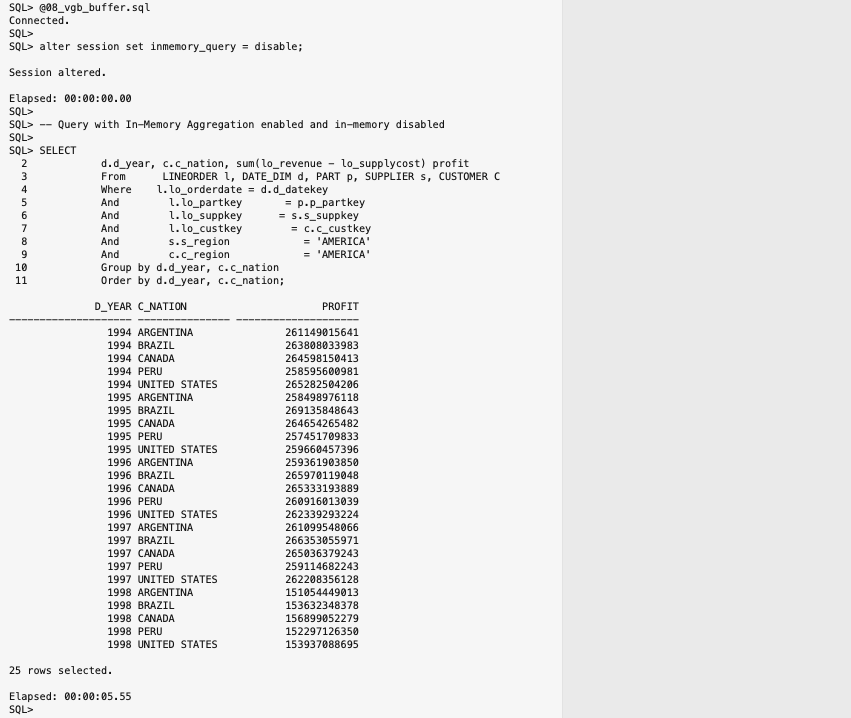 SQL> @08_vgb_buffer.sql
Connected.
SQL>
SQL> alter session set inmemory_query = disable;
Session altered.
Elapsed: 00:00:00.00
SQL>
SQL> -- Query with In-Memory Aggregation enabled and in-memory disabled
SQL>
SQL> SELECT
2 d.d_year, c.c_nation, sum(lo_revenue - lo_supplycost) profit
3 From LINEORDER l, DATE_DIM d, PART p, SUPPLIER s, CUSTOMER C
4 Where l.lo_orderdate = d.d_datekey
5 And l.lo_partkey = p.p_partkey
6 And l.lo_suppkey = s.s_suppkey
7 And l.lo_custkey = c.c_custkey
8 And s.s_region = 'AMERICA'
9 And c.c_region = 'AMERICA'
10 Group by d.d_year, c.c_nation
11 Order by d.d_year, c.c_nation;
D_YEAR C_NATION PROFIT
-------------------- --------------- --------------------
1994 ARGENTINA 261149015641
1994 BRAZIL 263808033983
1994 CANADA 264598150413
1994 PERU 258595600981
1994 UNITED STATES 265282504206
1995 ARGENTINA 258498976118
1995 BRAZIL 269135848643
1995 CANADA 264654265482
1995 PERU 257451709833
1995 UNITED STATES 259660457396
1996 ARGENTINA 259361903850
1996 BRAZIL 265970119048
1996 CANADA 265333193889
1996 PERU 260916013039
1996 UNITED STATES 262339293224
1997 ARGENTINA 261099548066
1997 BRAZIL 266353055971
1997 CANADA 265036379243
1997 PERU 259114682243
1997 UNITED STATES 262208356128
1998 ARGENTINA 151054449013
1998 BRAZIL 153632348378
1998 CANADA 156899052279
1998 PERU 152297126350
1998 UNITED STATES 153937088695
25 rows selected.
Elapsed: 00:00:05.55
SQL>